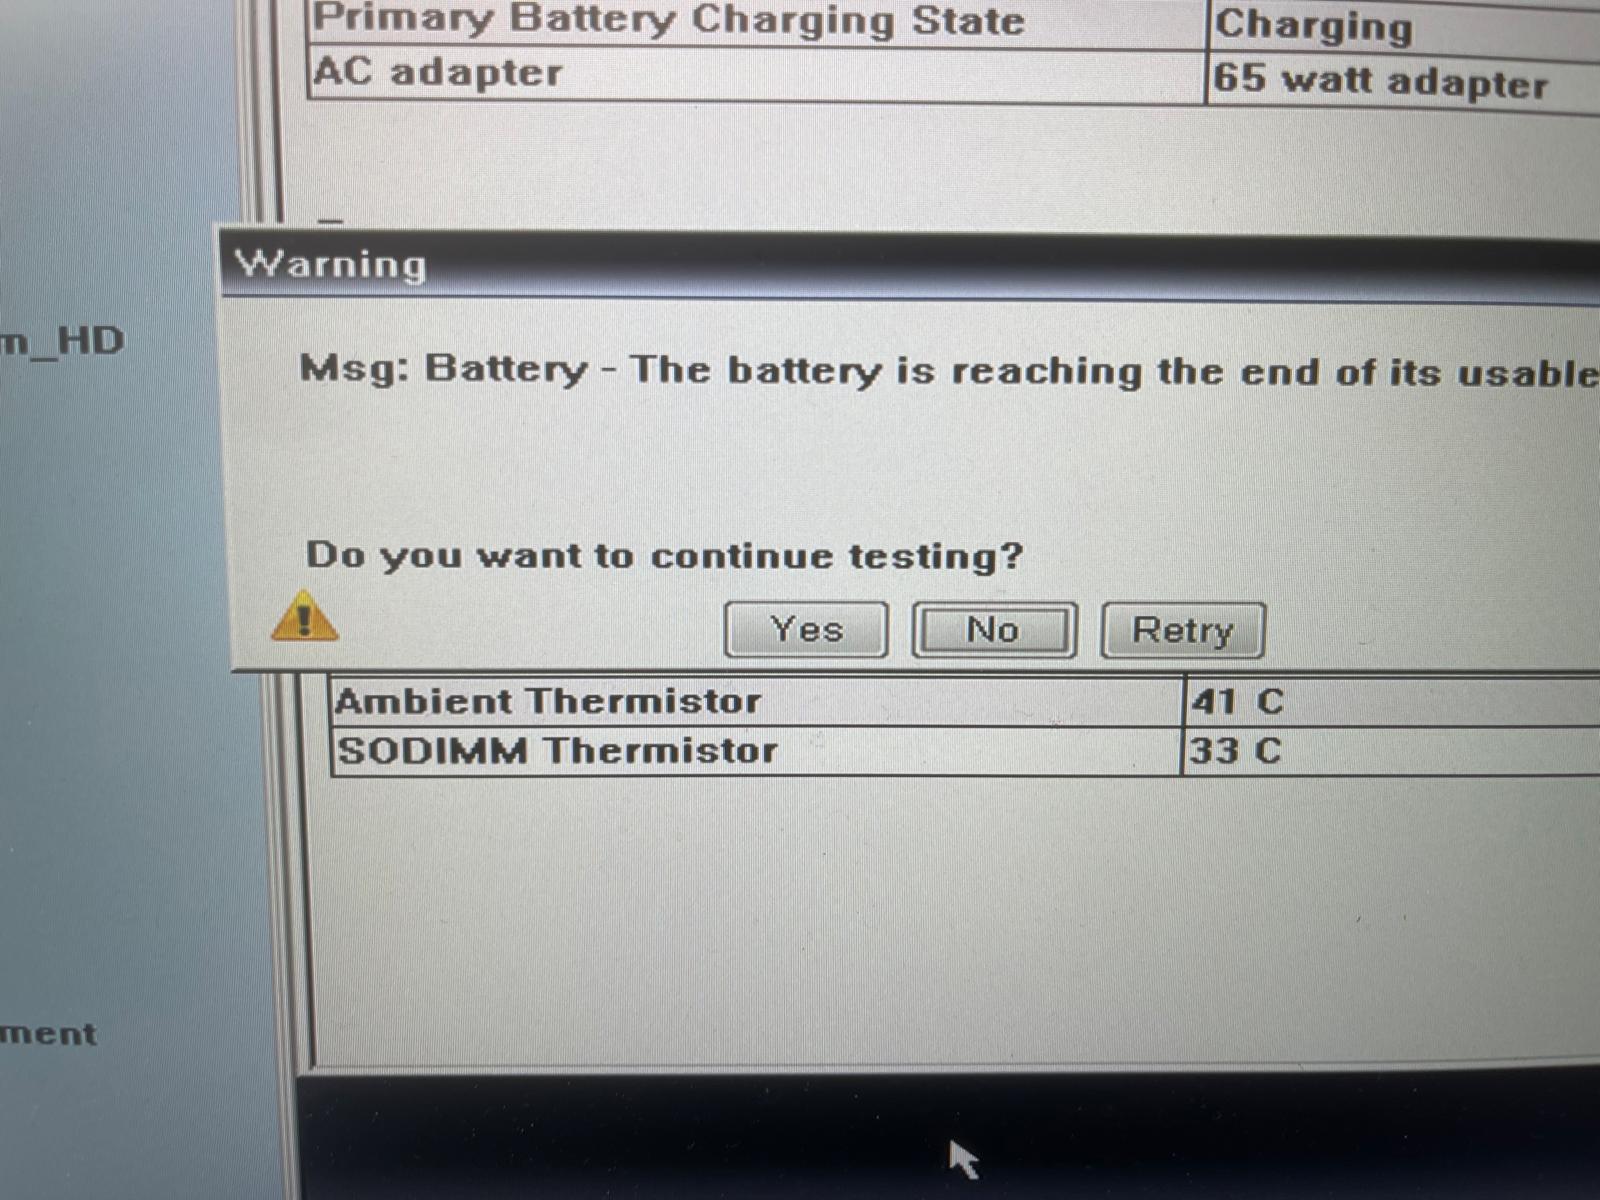 Primary Battery Charging State Charging
AC adapter 65 watt adapter
Warning
m_HD
Msg: Battery - The battery is reaching the end of its usable
Do you want to continue testing?
Yes No Retry
Ambient Thermistor 41 C
SODIMM Thermistor 33 C
ment